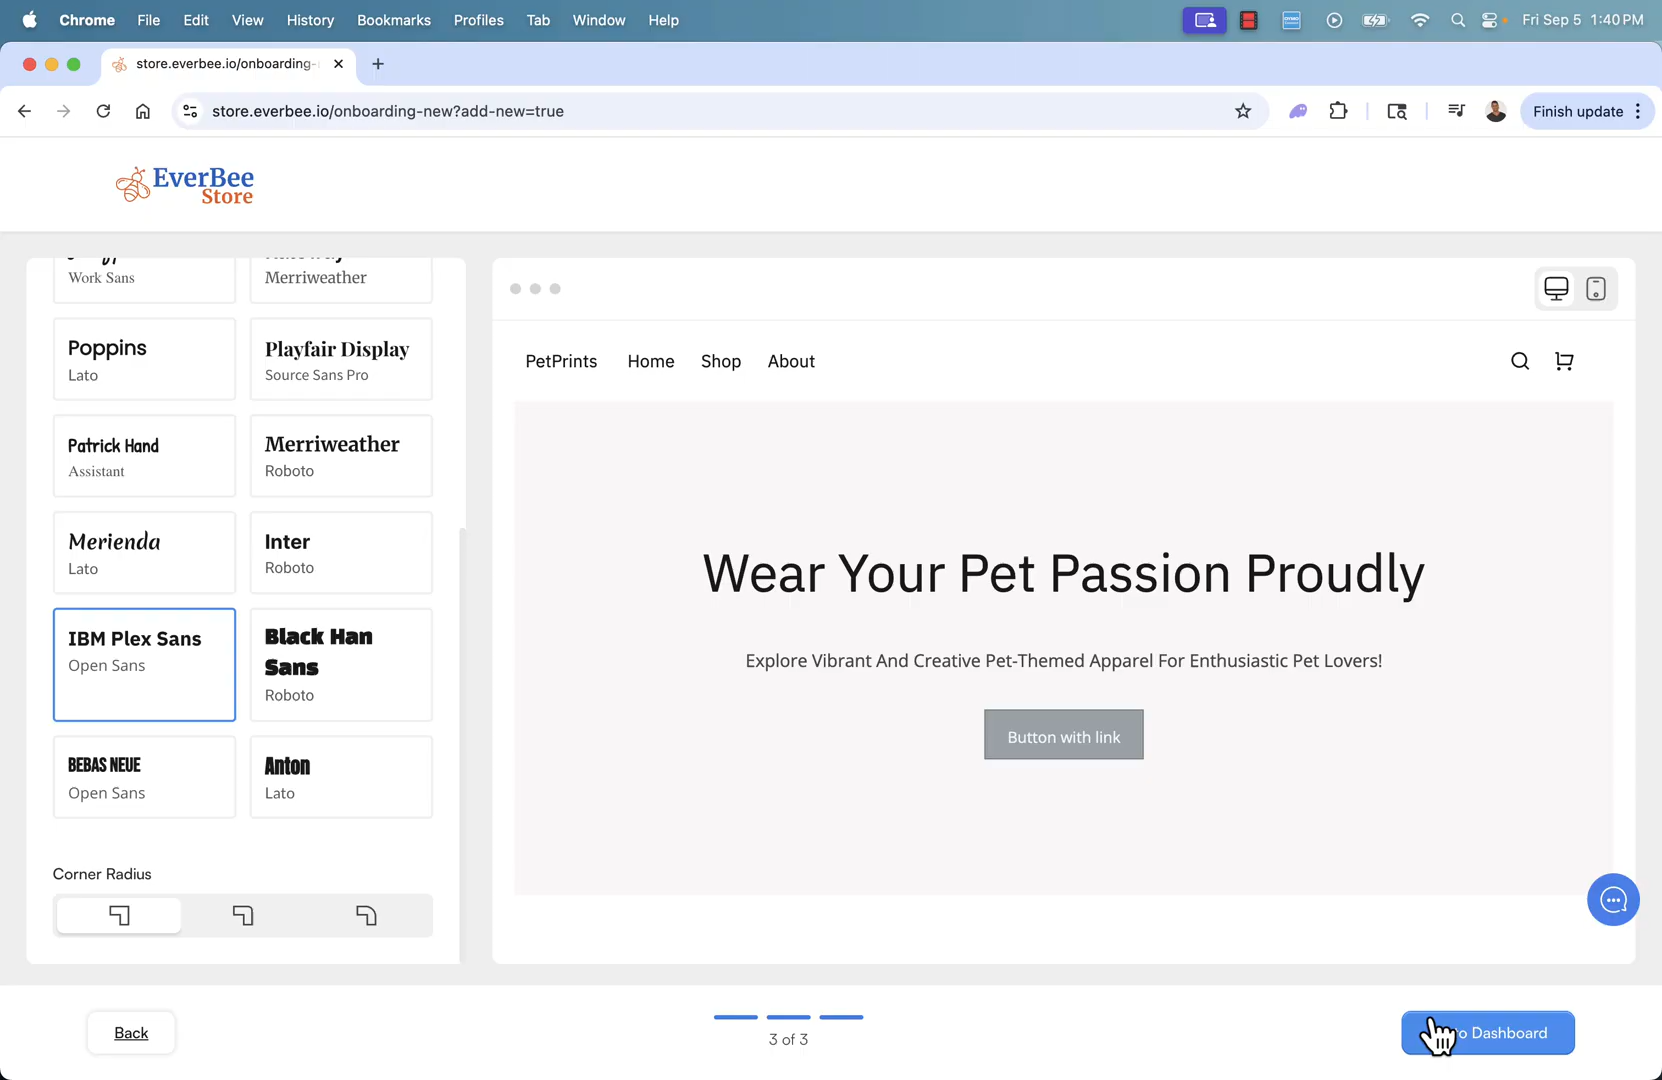 Chrome File Edit View History Bookmarks Profiles Tab Window Help
Fri Sep 5 1:40 PM
store.everbee.io/onboarding-
store.everbee.io/onboarding-new?add-new=true
Finish update
EverBee
Store
Work Sans
Merriweather
Poppins
Lato
Playfair Display
Source Sans Pro
Patrick Hand
Assistant
Merriweather
Roboto
Merienda
Lato
Inter
Roboto
IBM Plex Sans
Open Sans
Black Han
Sans
Roboto
BEBAS NEUE
Open Sans
Anton
Lato
Corner Radius
PetPrints Home Shop About
Wear Your Pet Passion Proudly
Explore Vibrant And Creative Pet-Themed Apparel For Enthusiastic Pet Lovers!
Button with link
Back
3 of 3
Dashboard